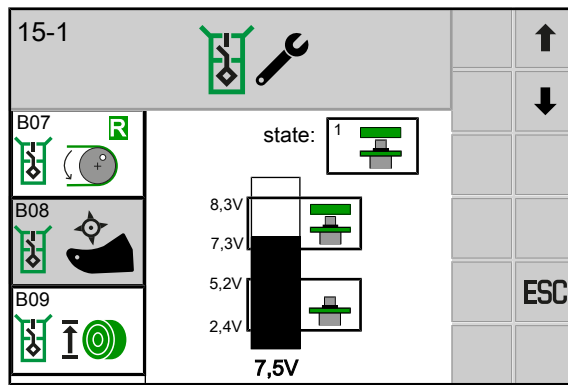 15-1
B07
R
state:
1
B08
8,3V
7,3V
5,2V
2,4V
B09
ESC
7,5V